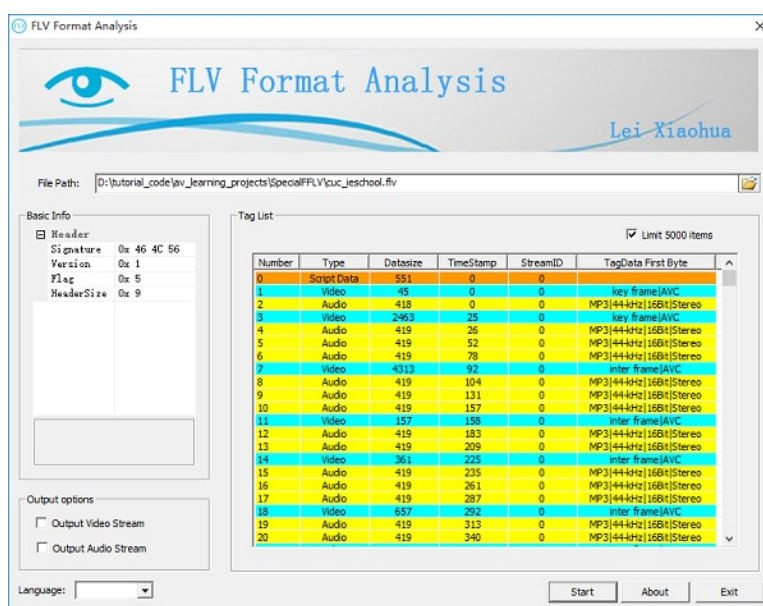 FLV Format Analysis
FLV Format Analysis
Lei Xiaohua
File Path: D:\tutorial_code\av_learning_projects\SpecialFFLV\cuc_ieschool.flv
Basic Info
Header
Signature 0x 46 4C 56
Version 0x 1
Flag 0x 5
HeaderSize 0x 9
Output options
Output Video Stream
Output Audio Stream
Language:
Tag List
Limit 5000 items
Number Type Datasize TimeStamp StreamID TagData First Byte
0 Script Data 551 0 0
1 Video 45 0 0 key frame|AVC
2 Audio 418 0 0 MP3|44-kHz|16Bit|Stereo
3 Video 2463 25 0 key frame|AVC
4 Audio 419 26 0 MP3|44-kHz|16Bit|Stereo
5 Audio 419 52 0 MP3|44-kHz|16Bit|Stereo
6 Audio 419 78 0 MP3|44-kHz|16Bit|Stereo
7 Video 4313 92 0 inter frame|AVC
8 Audio 419 104 0 MP3|44-kHz|16Bit|Stereo
9 Audio 419 131 0 MP3|44-kHz|16Bit|Stereo
10 Audio 419 157 0 MP3|44-kHz|16Bit|Stereo
11 Video 157 158 0 inter frame|AVC
12 Audio 419 183 0 MP3|44-kHz|16Bit|Stereo
13 Audio 419 209 0 MP3|44-kHz|16Bit|Stereo
14 Video 361 225 0 inter frame|AVC
15 Audio 419 235 0 MP3|44-kHz|16Bit|Stereo
16 Audio 419 261 0 MP3|44-kHz|16Bit|Stereo
17 Audio 419 287 0 MP3|44-kHz|16Bit|Stereo
18 Video 657 292 0 inter frame|AVC
19 Audio 419 313 0 MP3|44-kHz|16Bit|Stereo
20 Audio 419 340 0 MP3|44-kHz|16Bit|Stereo
Start About Exit